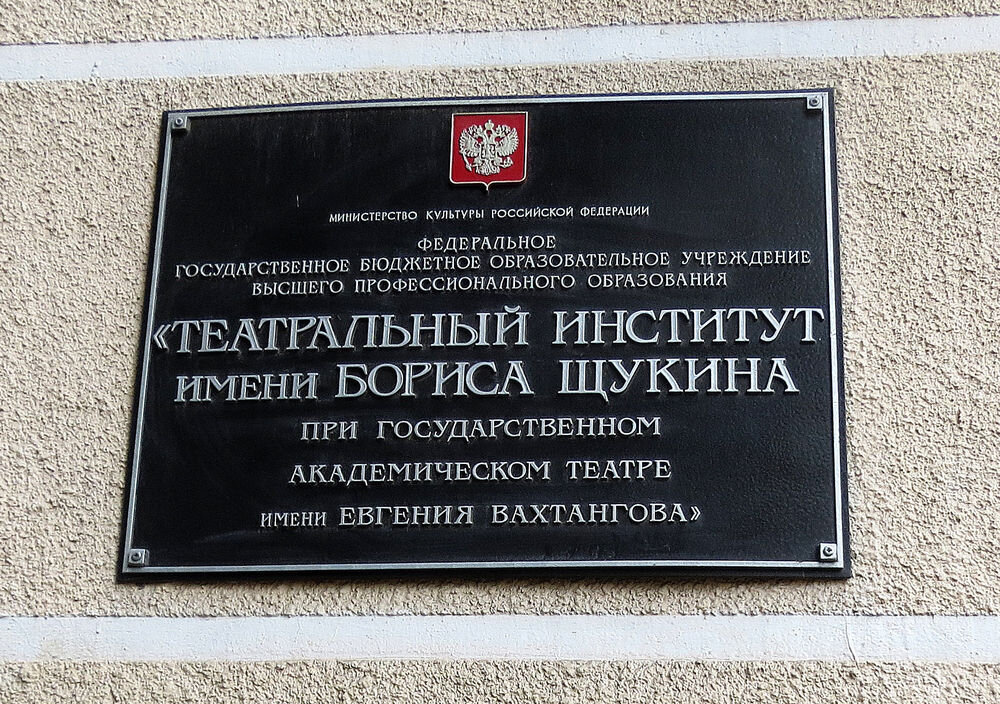 МИНИСТЕРСТВО КУЛЬТУРЫ РОССИЙСКОЙ ФЕДЕРАЦИИ
ФЕДЕРАЛЬНОЕ
ГОСУДАРСТВЕННОЕ БЮДЖЕТНОЕ ОБРАЗОВАТЕЛЬНОЕ УЧРЕЖДЕНИЕ
ВЫСШЕГО ПРОФЕССИОНАЛЬНОГО ОБРАЗОВАНИЯ
«ТЕАТРАЛЬНЫЙ ИНСТИТУТ
ИМЕНИ БОРИСА ЩУКИНА
ПРИ ГОСУДАРСТВЕННОМ
АКАДЕМИЧЕСКОМ ТЕАТРЕ
ИМЕНИ ЕВГЕНИЯ ВАХТАНГОВА»